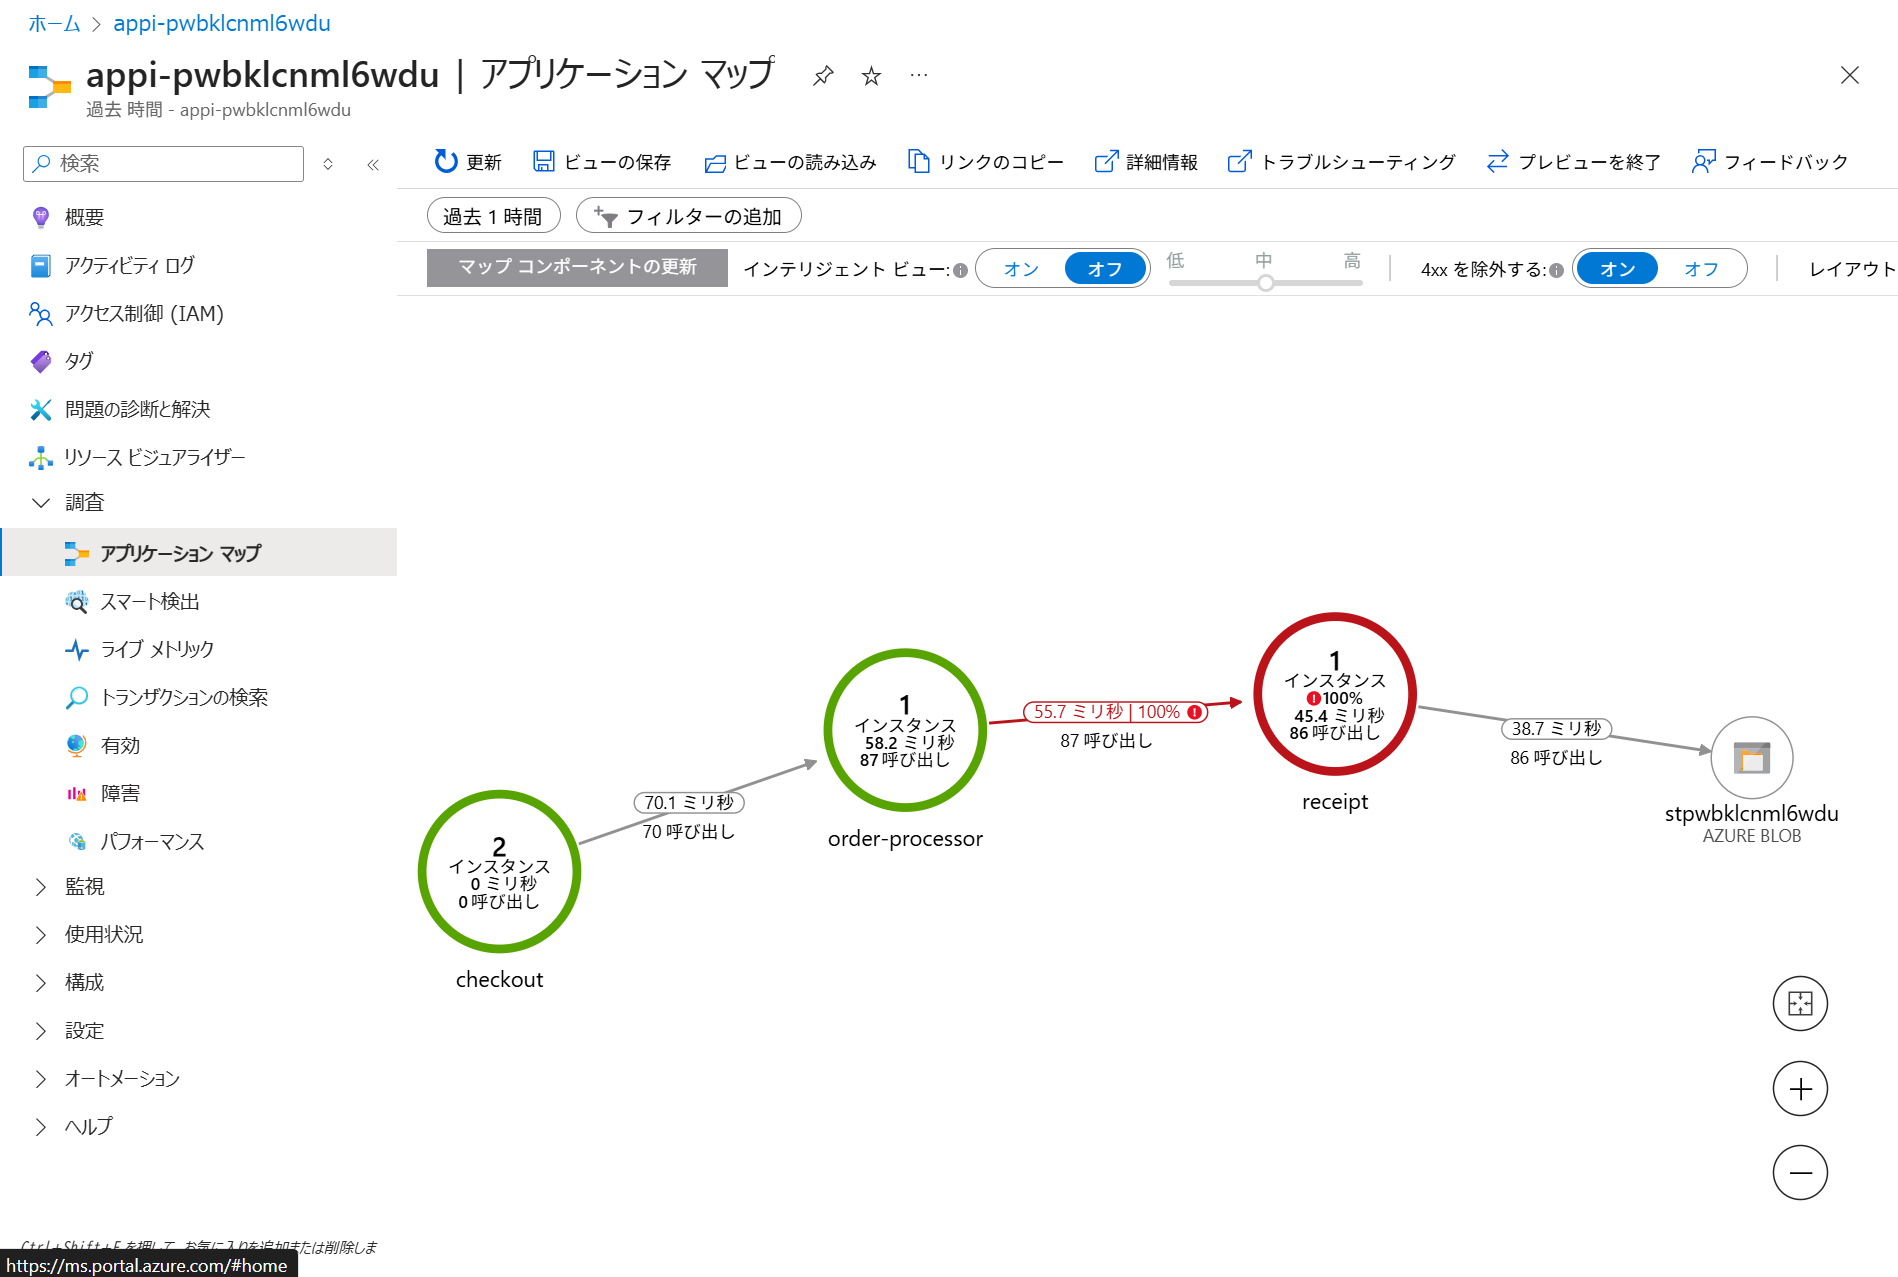 ホーム > appi-pwbklcnml6wdu
appi-pwbklcnml6wdu | アプリケーション マップ
過去 時間 - appi-pwbklcnml6wdu
検索
概要
アクティビティ ログ
アクセス制御 (IAM)
タグ
問題の診断と解決
リソース ビジュアライザー
調査
アプリケーション マップ
スマート検出
ライブ メトリック
トランザクションの検索
有効
障害
パフォーマンス
監視
使用状況
構成
設定
オートメーション
ヘルプ
Ctrl+Shift+F を押して、お気に入りを追加または削除しま
https://ms.portal.azure.com/#home
更新 ビューの保存 ビューの読み込み リンクのコピー 詳細情報 トラブルシューティング プレビューを終了 フィードバック
過去 1 時間 フィルターの追加
マップ コンポーネントの更新 インテリジェント ビュー: オン オフ 低 中 高 4xx を除外する: オン オフ レイアウト
2
インスタンス
0 ミリ秒
0 呼び出し
checkout
70.1 ミリ秒
70 呼び出し
1
インスタンス
58.2 ミリ秒
87 呼び出し
order-processor
55.7 ミリ秒 | 100%
87 呼び出し
1
インスタンス
100%
45.4 ミリ秒
86 呼び出し
receipt
38.7 ミリ秒
86 呼び出し
stpwbklcnml6wdu
AZURE BLOB